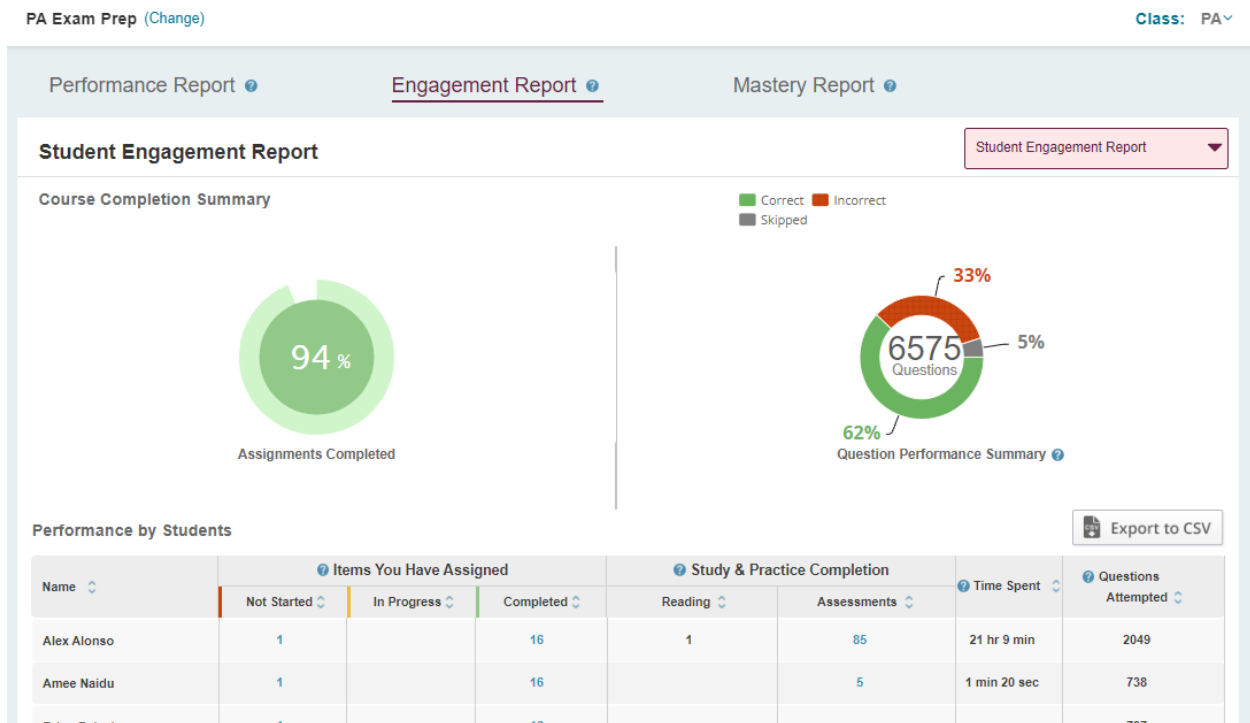 PA Exam Prep (Change)
Class: PA
Performance Report
Engagement Report
Mastery Report
Student Engagement Report
Student Engagement Report
Course Completion Summary
Correct Incorrect
Skipped
94 %
Assignments Completed
33%
6575
Questions
5%
62%
Question Performance Summary
Performance by Students
CSV
Export to CSV
Name
Items You Have Assigned
Study & Practice Completion
Time Spent
Questions
Attempted
Not Started
In Progress
Completed
Reading
Assessments
Alex Alonso 1 16 1 85 21 hr 9 min 2049
Amee Naidu 1 16 5 1 min 20 sec 738